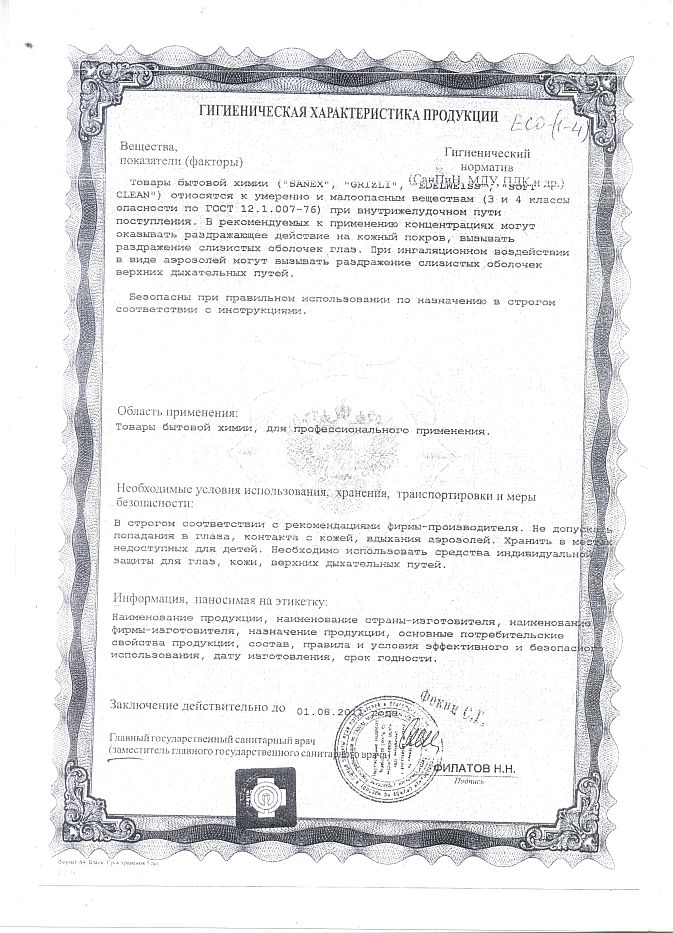 ГИГИЕНИЧЕСКАЯ ХАРАКТЕРИСТИКА ПРОДУКЦИИ
ECO-(1-4)
Вещества,
показатели (факторы)
Гигиенический
норматив
(СанПиН, МДУ, ПДК и др.)
Товары бытовой химии ("SANEX", "GRIZLI", "EDELWEISS", "SOFT
CLEAN") относятся к умеренно и малоопасным веществам (3 и 4 классы
опасности по ГОСТ 12.1.007-76) при внутрижелудочном пути
поступления. В рекомендуемых к применению концентрациях могут
оказывать раздражающее действие на кожный покров, вызывать
раздражение слизистых оболочек глаз. При ингаляционном воздействии
в виде аэрозолей могут вызывать раздражение слизистых оболочек
верхних дыхательных путей.
Безопасны при правильном использовании по назначению в строгом
соответствии с инструкциями.
Область применения:
Товары бытовой химии, для профессионального применения.
Необходимые условия использования, хранения, транспортировки и меры
безопасности:
В строгом соответствии с рекомендациями фирмы-производителя. Не допускать
попадания в глаза, контакта с кожей, вдыхания аэрозолей. Хранить в местах
недоступных для детей. Необходимо использовать средства индивидуальной
защиты для глаз, кожи, верхних дыхательных путей.
Информация, наносимая на этикетку:
Наименование продукции, наименование страны-изготовителя, наименование
фирмы-изготовителя, назначение продукции, основные потребительские
свойства продукции, состав, правила и условия эффективного и безопасного
использования, дату изготовления, срок годности.
Заключение действительно до
01.08. года
Фокин С.Г.
Главный государственный санитарный врач
(заместитель главного государственного санитарного врача)
ФИЛАТОВ Н.Н.
Подпись
Формат А4. Бланк. Срок хранения 5 лет.